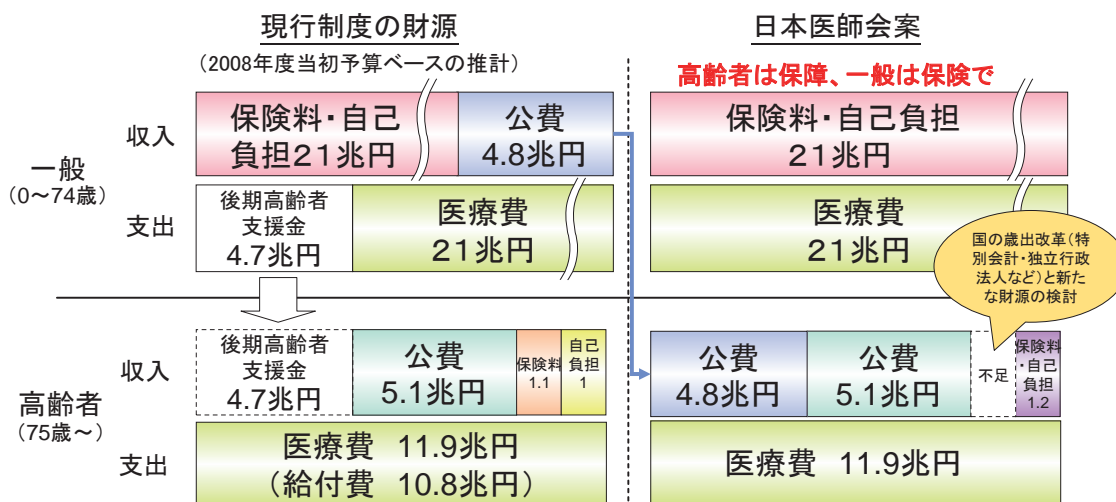 現行制度の財源
(2008年度当初予算ベースの推計)
日本医師会案
高齢者は保障、一般は保険で
一般
(0～74歳)
収入
保険料・自己
負担21兆円
公費
4.8兆円
保険料・自己負担
21兆円
支出
後期高齢者
支援金
4.7兆円
医療費
21兆円
医療費
21兆円
国の歳出改革(特
別会計・独立行政
法人など)と新た
な財源の検討
高齢者
(75歳～)
収入
後期高齢者
支援金
4.7兆円
公費
5.1兆円
保険料
1.1
自己
負担
1
公費
4.8兆円
公費
5.1兆円
不足
保険料
・自己
負担
1.2
支出
医療費 11.9兆円
(給付費 10.8兆円)
医療費 11.9兆円